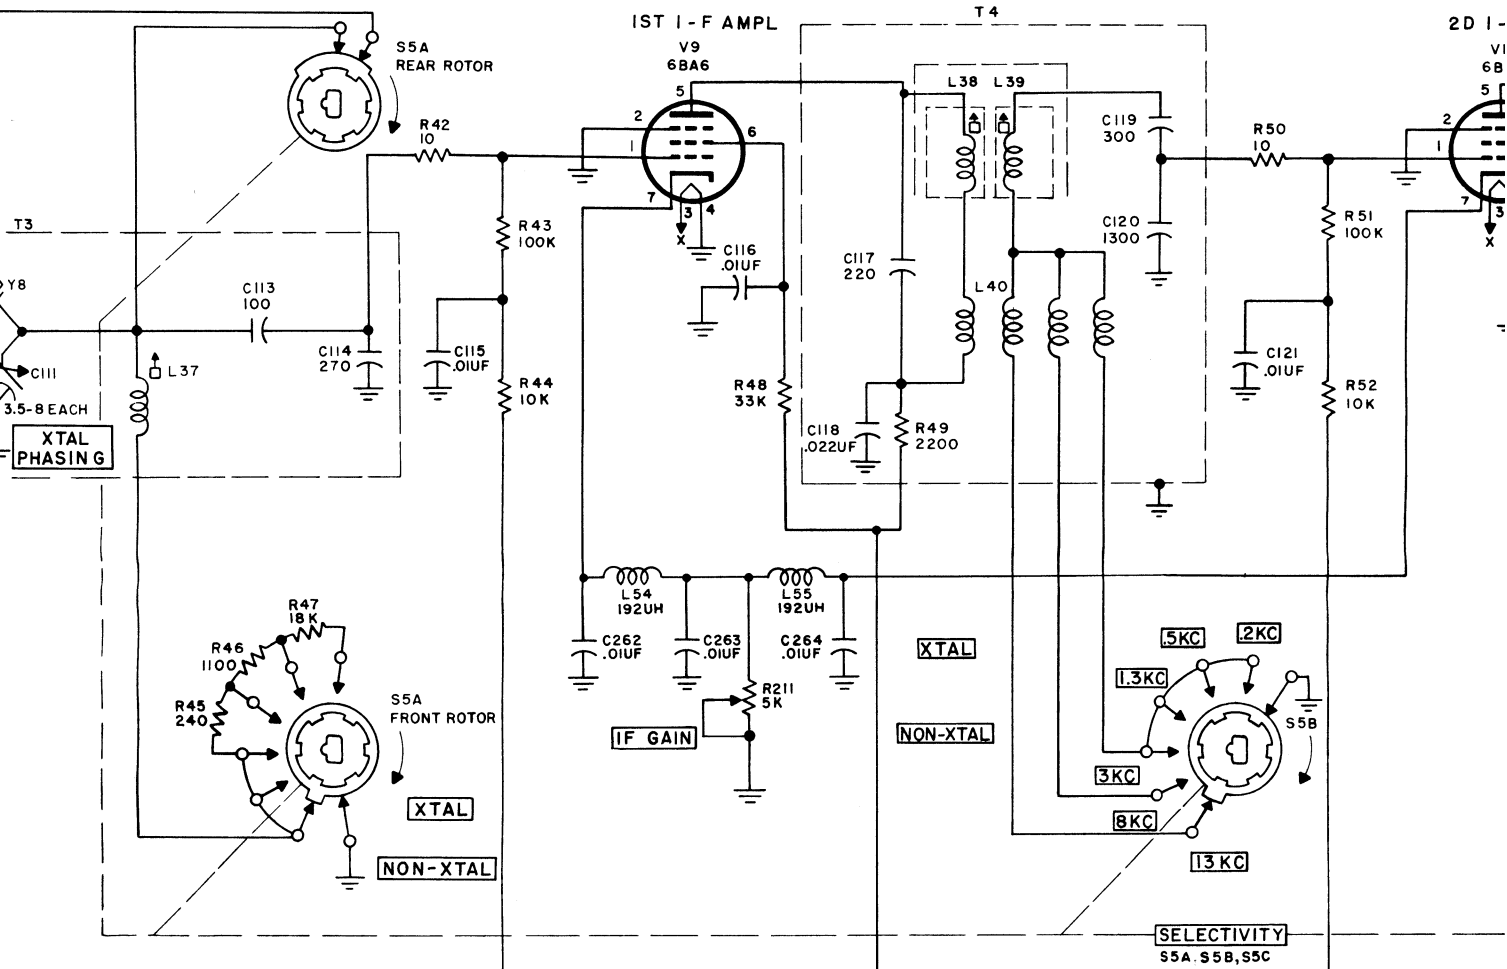 1ST I-F AMPL
V9
6BA6
T4
2D I-
V1
6B
S5A
REAR ROTOR
5
2
1
6
7
3
4
X
R42
10
L38 L39
C119
300
R50
10
5
2
1
7
3
X
T3
Y8
C113
100
R43
100K
C116
.01UF
C117
220
C120
1300
R51
100K
L40
C111
L37
C114
270
C115
.01UF
C121
.01UF
3.5-8 EACH
XTAL
PHASING
R44
10K
R48
33K
C118
.022UF
R49
2200
R52
10K
L54
192UH
L55
192UH
R47
18K
R46
1100
R45
240
C262
.01UF
C263
.01UF
C264
.01UF
R211
5K
IF GAIN
S5A
FRONT ROTOR
XTAL
NON-XTAL
XTAL
NON-XTAL
.5KC
.2KC
1.3KC
3KC
8KC
13KC
S5B
SELECTIVITY
S5A.S5B,S5C